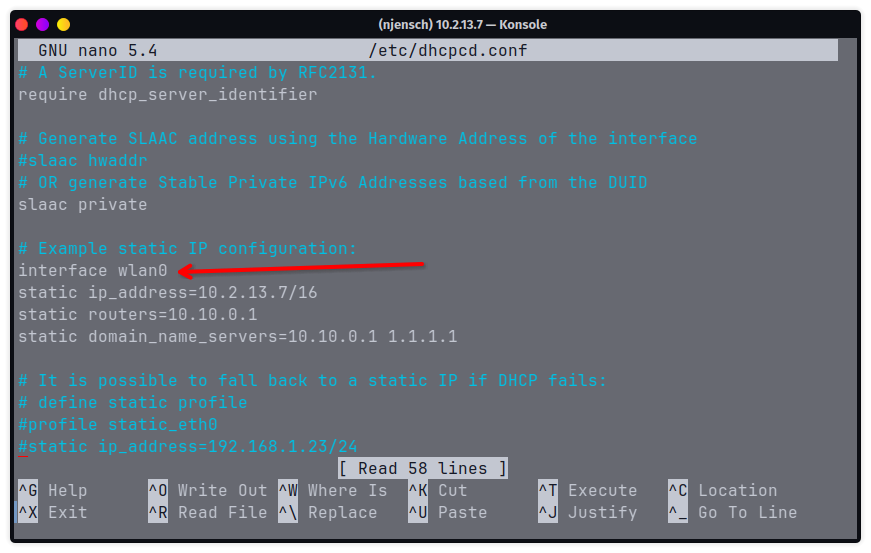 (njensch) 10.2.13.7 — Konsole
GNU nano 5.4 /etc/dhcpcd.conf
# A ServerID is required by RFC2131.
require dhcp_server_identifier
# Generate SLAAC address using the Hardware Address of the interface
#slaac hwaddr
# OR generate Stable Private IPv6 Addresses based from the DUID
slaac private
# Example static IP configuration:
interface wlan0
static ip_address=10.2.13.7/16
static routers=10.10.0.1
static domain_name_servers=10.10.0.1 1.1.1.1
# It is possible to fall back to a static IP if DHCP fails:
# define static profile
#profile static_eth0
#static ip_address=192.168.1.23/24
[ Read 58 lines ]
^G Help ^O Write Out ^W Where Is ^K Cut ^T Execute ^C Location
^X Exit ^R Read File ^\ Replace ^U Paste ^J Justify ^_ Go To Line